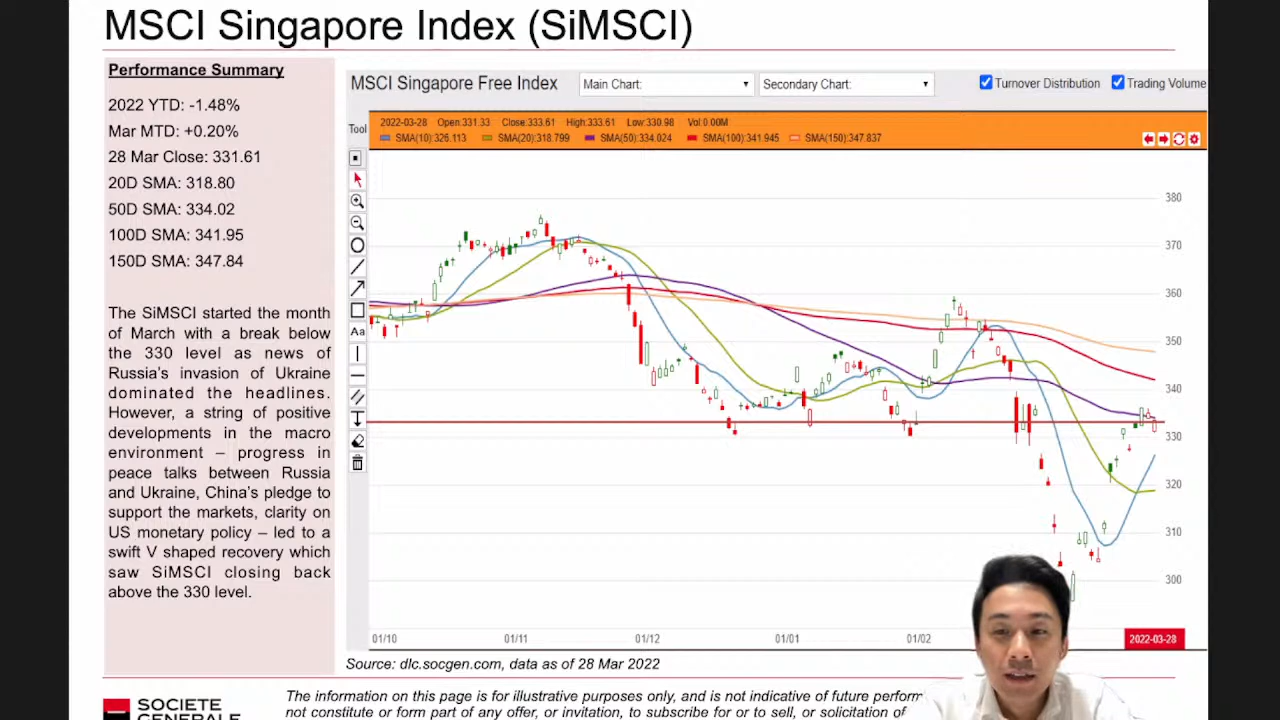 MSCI Singapore Index (SiMSCI)
Performance Summary
2022 YTD: -1.48%
Mar MTD: +0.20%
28 Mar Close: 331.61
20D SMA: 318.80
50D SMA: 334.02
100D SMA: 341.95
150D SMA: 347.84
The SiMSCI started the month
of March with a break below
the 330 level as news of
Russia's invasion of Ukraine
dominated the headlines.
However, a string of positive
developments in the macro
environment – progress in
peace talks between Russia
and Ukraine, China's pledge to
support the markets, clarity on
US monetary policy – led to a
swift V shaped recovery which
saw SiMSCI closing back
above the 330 level.
MSCI Singapore Free Index
Main Chart:
Secondary Chart:
Turnover Distribution
Trading Volume
Tool
2022-03-28 Open:331.33 Close:333.61 High:333.61 Low:330.98 Vol:0.00M
SMA(10):326.113 SMA(20):318.799 SMA(50):334.024 SMA(100):341.945 SMA(150):347.837
Aa
380
370
360
350
340
330
320
310
300
01/10 01/11 01/12 01/01 01/02 2022-03-28
Source: dlc.socgen.com, data as of 28 Mar 2022
SOCIETE
GENERALE
The information on this page is for illustrative purposes only, and is not indicative of future perform
not constitute or form part of any offer, or invitation, to subscribe for or to sell, or solicitation of